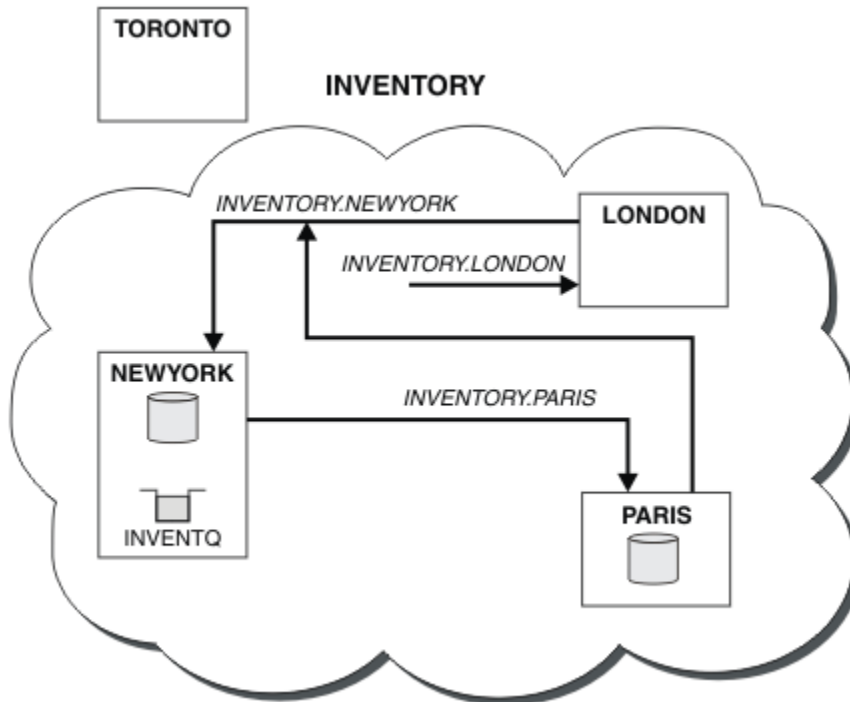 TORONTO
INVENTORY
INVENTORY.NEWYORK
LONDON
INVENTORY.LONDON
NEWYORK
INVENTORY.PARIS
INVENTQ
PARIS